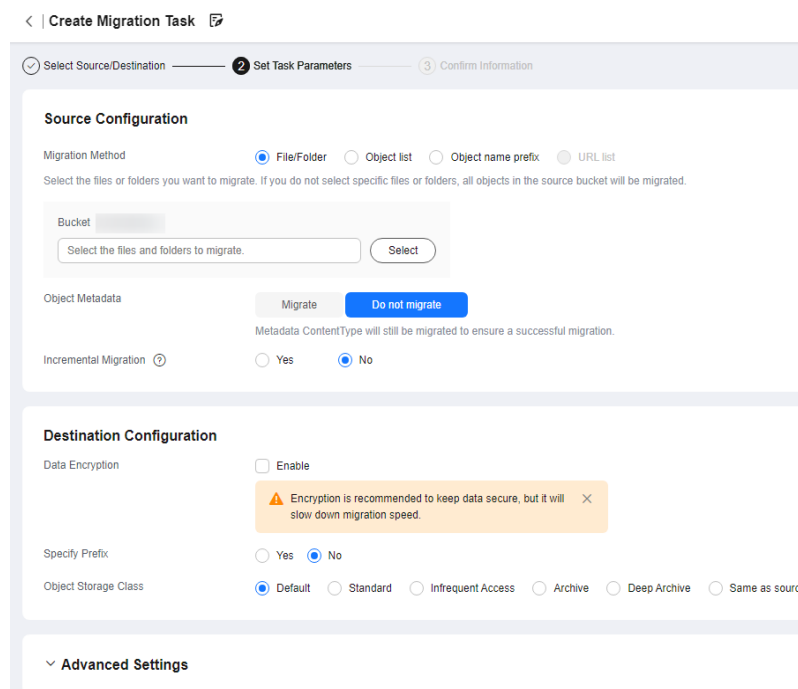 Create Migration Task
Select Source/Destination 2 Set Task Parameters 3 Confirm Information
Source Configuration
Migration Method File/Folder Object list Object name prefix URL list
Select the files or folders you want to migrate. If you do not select specific files or folders, all objects in the source bucket will be migrated.
Bucket
Select the files and folders to migrate. Select
Object Metadata Migrate Do not migrate
Metadata ContentType will still be migrated to ensure a successful migration.
Incremental Migration ? Yes No
Destination Configuration
Data Encryption Enable
Encryption is recommended to keep data secure, but it will
slow down migration speed.
Specify Prefix Yes No
Object Storage Class Default Standard Infrequent Access Archive Deep Archive Same as sourc
Advanced Settings